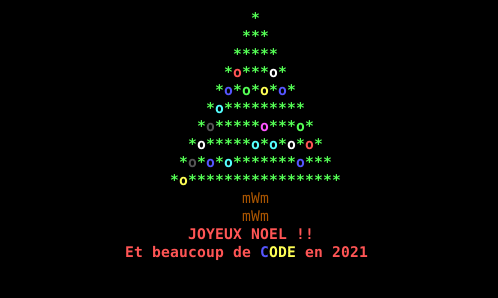 *
***
*****
*o***o*
*o*o*o*o*
*o*********
*o*****o***o*
*o*****o*o*o*o*
*o*o*o*******o***
*o*****************
mWm
mWm
JOYEUX NOEL !!
Et beaucoup de CODE en 2021